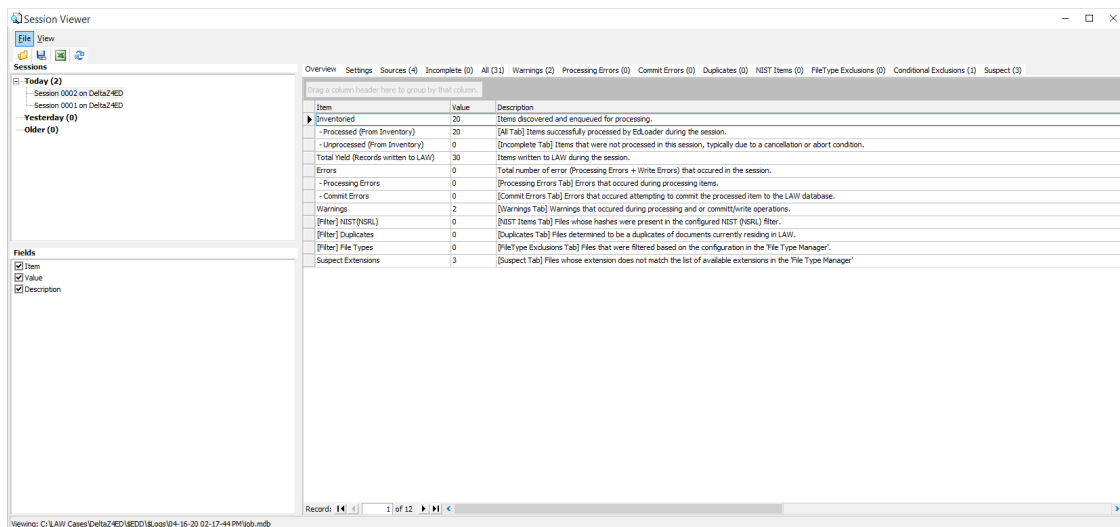 Session Viewer
File View
Sessions
Today (2)
Session 0002 on DeltaZ4ED
Session 0001 on DeltaZ4ED
Yesterday (0)
Older (0)
Fields
Item
Value
Description
Overview Settings Sources (4) Incomplete (0) All (31) Warnings (2) Processing Errors (0) Commit Errors (0) Duplicates (0) NIST Items (0) FileType Exclusions (0) Conditional Exclusions (1) Suspect (3)
Drag a column header here to group by that column.
Item Value Description
Inventoried 20 Items discovered and enqueued for processing.
- Processed (From Inventory) 20 [All Tab] Items successfully processed by EdLoader during the session.
- Unprocessed (From Inventory) 0 [Incomplete Tab] Items that were not processed in this session, typically due to a cancellation or abort condition.
Total Yield (Records written to LAW) 30 Items written to LAW during the session.
Errors 0 Total number of error (Processing Errors + Write Errors) that occured in the session.
- Processing Errors 0 [Processing Errors Tab] Errors that occured during processing items.
- Commit Errors 0 [Commit Errors Tab] Errors that occured attempting to commit the processed item to the LAW database.
Warnings 2 [Warnings Tab] Warnings that occured during processing and or committ/write operations.
[Filter] NIST(NSRL) 0 [NIST Items Tab] Files whose hashes were present in the configured NIST (NSRL) filter.
[Filter] Duplicates 0 [Duplicates Tab] Files determined to be a duplicates of documents currently residing in LAW.
[Filter] File Types 0 [FileType Exclusions Tab] Files that were filtered based on the configuration in the 'File Type Manager'.
Suspect Extensions 3 [Suspect Tab] Files whose extension does not match the list of available extensions in the 'File Type Manager'
Record: 1 of 12
Viewing: C:\LAW Cases\DeltaZ4ED\$EDD\$Logs\04-16-20 02-17-44 PM\job.mdb